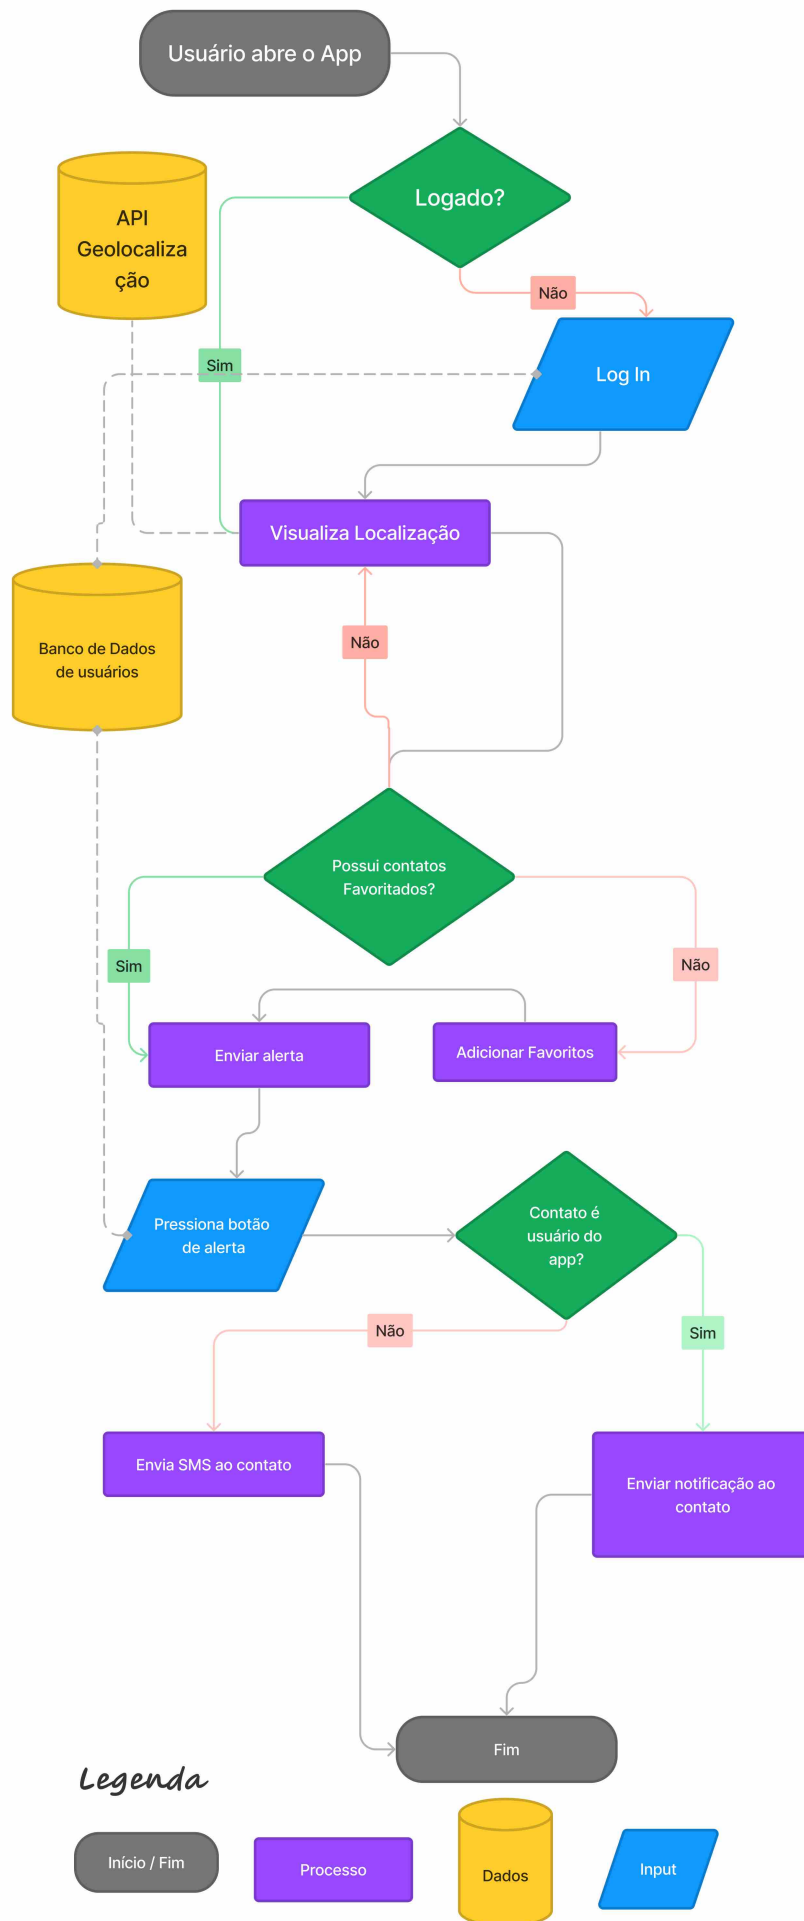 Usuário abre o App
Logado?
API
Geolocaliza
ção
Não
Sim
Log In
Visualiza Localização
Não
Banco de Dados
de usuários
Possui contatos
Favoritados?
Sim
Não
Enviar alerta
Adicionar Favoritos
Pressiona botão
de alerta
Contato é
usuário do
app?
Não
Sim
Envia SMS ao contato
Enviar notificação ao
contato
Fim
Legenda
Início / Fim
Processo
Dados
Input